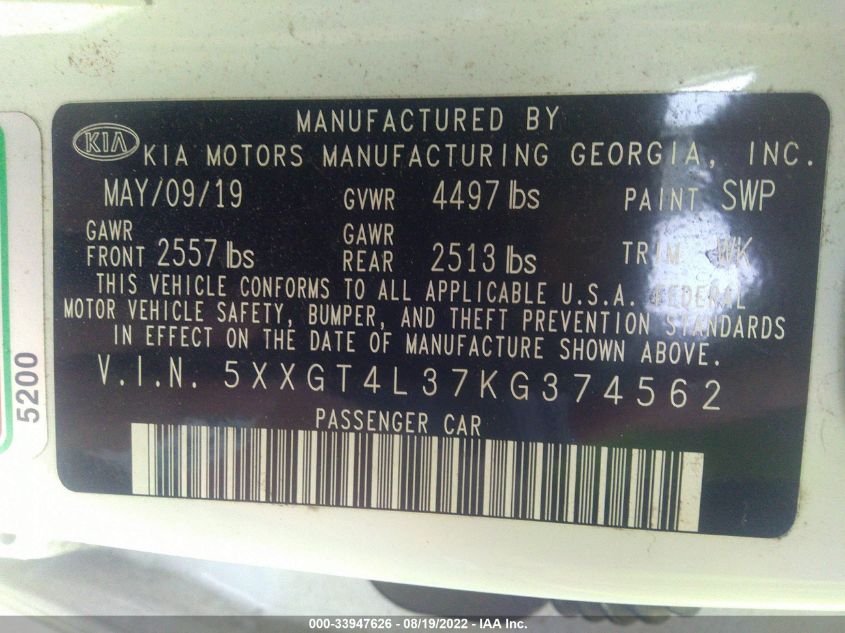 MANUFACTURED BY
KIA KIA MOTORS MANUFACTURING GEORGIA, INC.
MAY/09/19 GVWR 4497 lbs PAINT SWP
GAWR FRONT 2557 lbs GAWR REAR 2513 lbs TRIM WK
THIS VEHICLE CONFORMS TO ALL APPLICABLE U.S.A. FEDERAL
MOTOR VEHICLE SAFETY, BUMPER, AND THEFT PREVENTION STANDARDS
IN EFFECT ON THE DATE OF MANUFACTURE SHOWN ABOVE.
V.I.N. 5XXGT4L37KG374562
PASSENGER CAR
5200
000-33947626 - 08/19/2022 - IAA Inc.